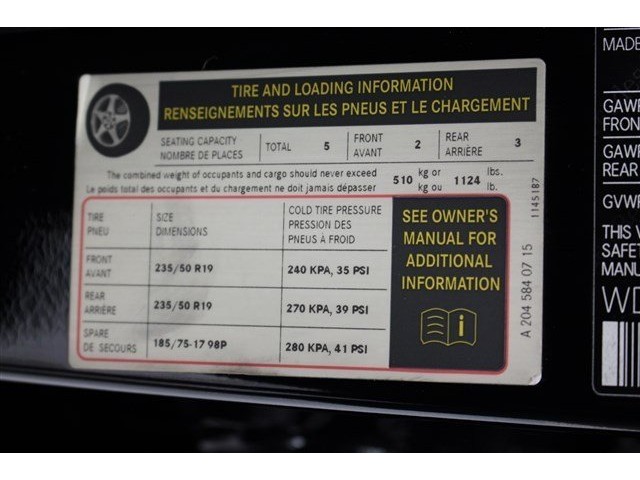 TIRE AND LOADING INFORMATION
RENSEIGNEMENTS SUR LES PNEUS ET LE CHARGEMENT
SEATING CAPACITY
NOMBRE DE PLACES
TOTAL 5
FRONT
AVANT
2
REAR
ARRIÈRE
3
The combined weight of occupants and cargo should never exceed
Le poids total des occupants et du chargement ne doit jamais dépasser
510 kg or
kg ou
1124 lbs.
lb.
TIRE
PNEU
SIZE
DIMENSIONS
COLD TIRE PRESSURE
PRESSION DES
PNEUS À FROID
FRONT
AVANT
235/50 R19
240 KPA, 35 PSI
REAR
ARRIÈRE
235/50 R19
270 KPA, 39 PSI
SPARE
DE SECOURS
185/75-17 98P
280 KPA, 41 PSI
SEE OWNER'S
MANUAL FOR
ADDITIONAL
INFORMATION
i
1145187
A 204 584 07 15
MADE
GAWR
FRON
GAWR
REAR
GVWR
THIS V
SAFET
MANU
WD